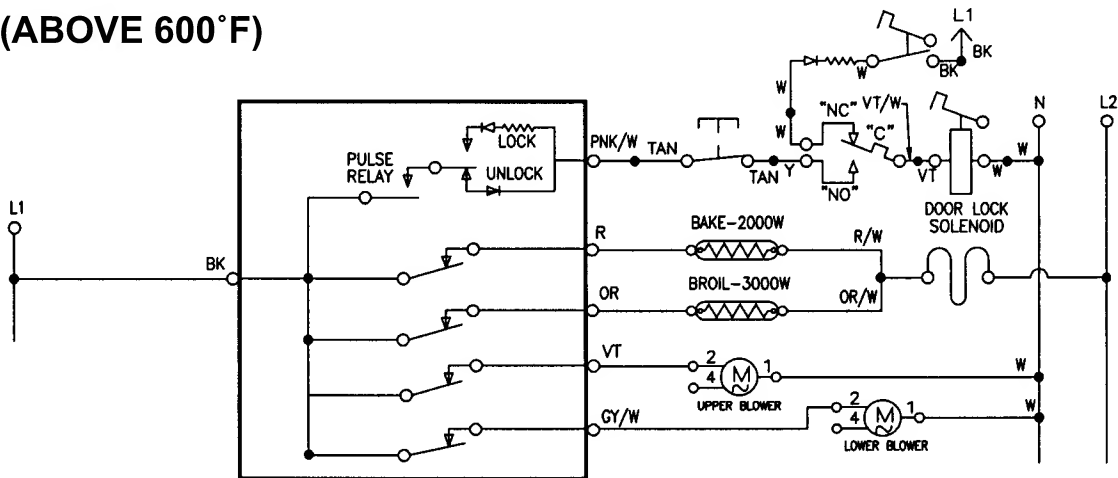 (ABOVE 600˚F)
L1
BK
W
BK
W
"NC"
VT/W
N
L2
W
"C"
W
LOCK
PNK/W
TAN
TAN
Y
"NO"
VT
W
PULSE
RELAY
UNLOCK
DOOR LOCK
SOLENOID
L1
BK
R
BAKE-2000W
R/W
OR
BROIL-3000W
OR/W
VT
2
4
M
1
W
UPPER BLOWER
GY/W
2
4
M
1
W
LOWER BLOWER